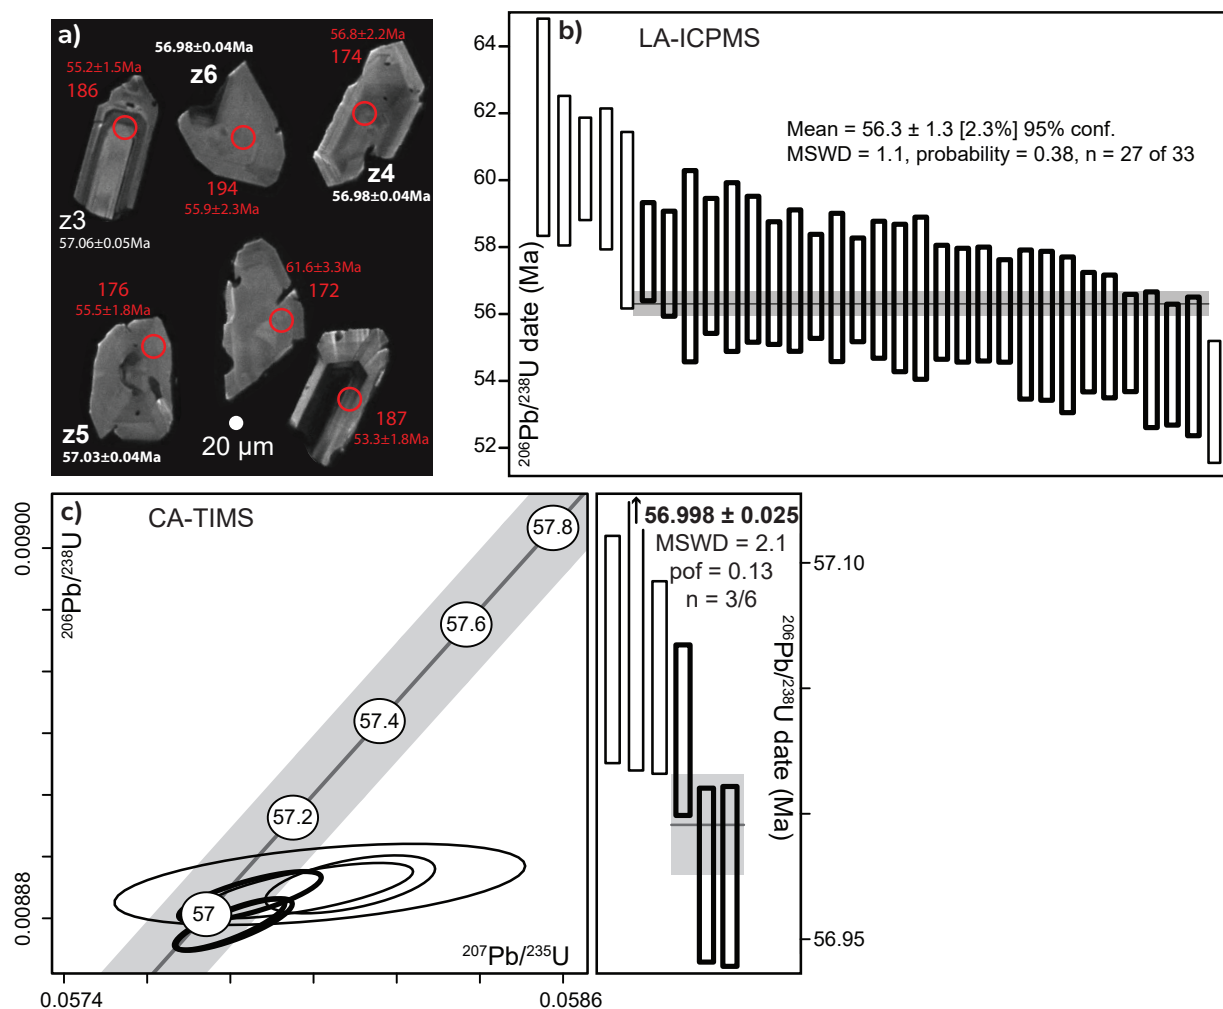 a)
56.98±0.04Ma
z6
55.2±1.5Ma
186
56.8±2.2Ma
174
194
55.9±2.3Ma
z4
56.98±0.04Ma
z3
57.06±0.05Ma
176
55.5±1.8Ma
61.6±3.3Ma
172
z5
57.03±0.04Ma
20 µm
187
53.3±1.8Ma
b)
LA-ICPMS
Mean = 56.3 ± 1.3 [2.3%] 95% conf.
MSWD = 1.1, probability = 0.38, n = 27 of 33
64
62
60
58
56
54
52
²⁰⁶Pb/²³⁸U date (Ma)
c)
CA-TIMS
0.00900
0.00888
²⁰⁶Pb/²³⁸U
57.8
57.6
57.4
57.2
57
²⁰⁷Pb/²³⁵U
0.0574
0.0586
56.998 ± 0.025
MSWD = 2.1
pof = 0.13
n = 3/6
57.10
56.95
²⁰⁶Pb/²³⁸U date (Ma)